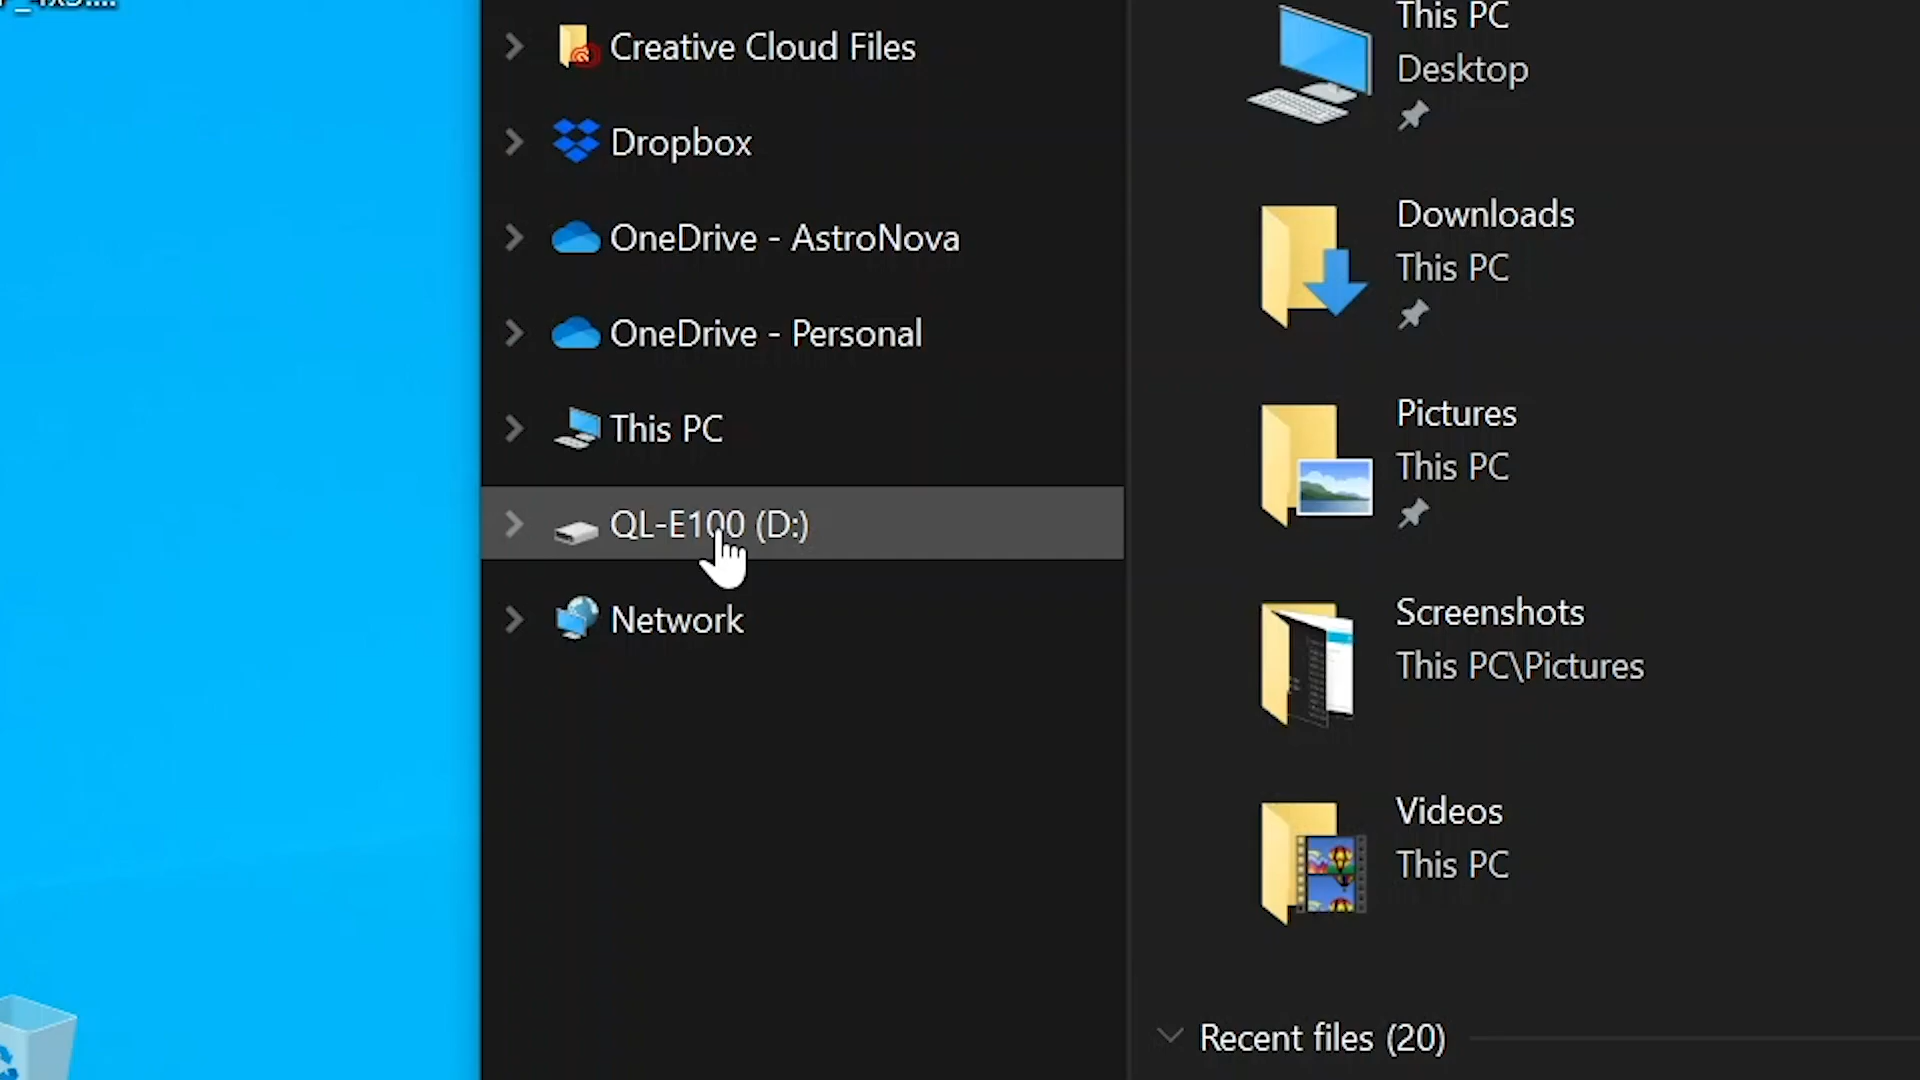 Creative Cloud Files
Dropbox
OneDrive - AstroNova
OneDrive - Personal
This PC
QL-E100 (D:)
Network
This PC
Desktop
Downloads
This PC
Pictures
This PC
Screenshots
This PC\Pictures
Videos
This PC
Recent files (20)